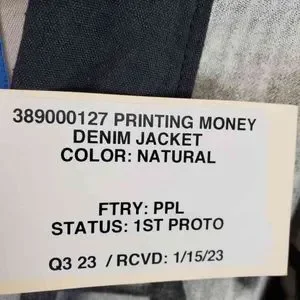 389000127 PRINTING MONEY
DENIM JACKET
COLOR: NATURAL
FTRY: PPL
STATUS: 1ST PROTO
Q3 23 / RCVD: 1/15/23